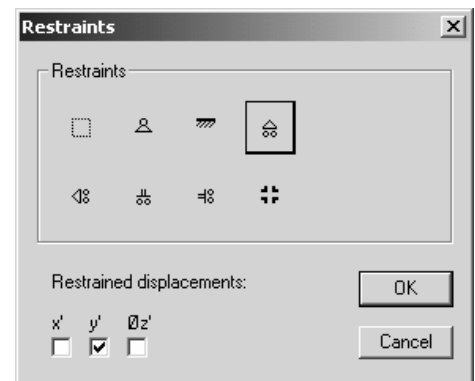 Restraints
Restraints
Restrained displacements:
x' y' Øz'
OK
Cancel